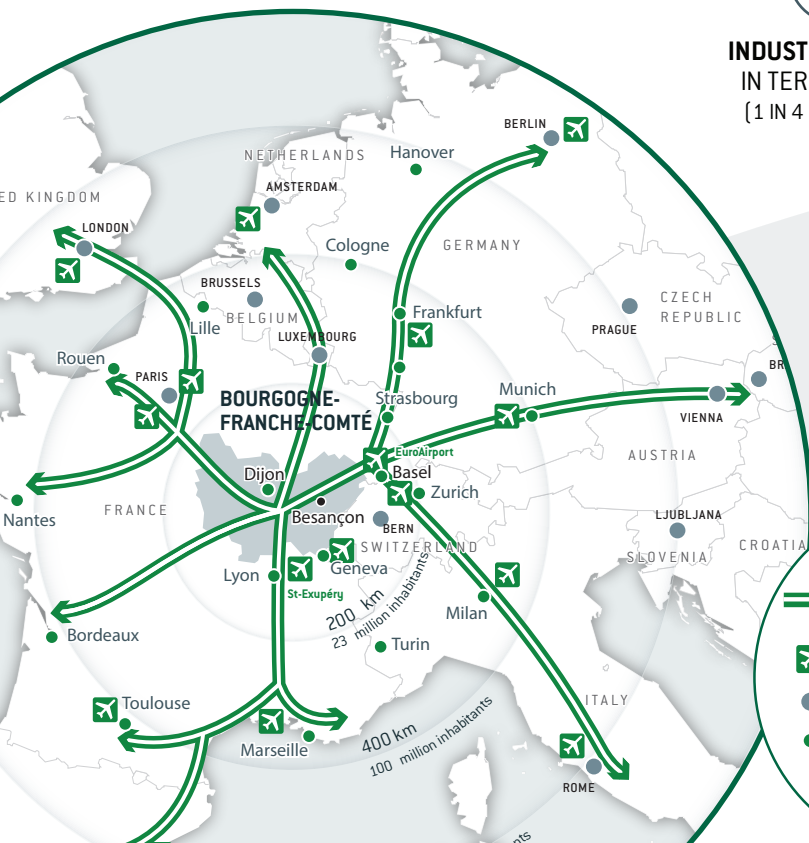 INDUST
IN TER
(1 IN 4
BERLIN
NETHERLANDS
Hanover
AMSTERDAM
ED KINGDOM
LONDON
Cologne
GERMANY
BRUSSELS
BELGIUM
Lille
LUXEMBOURG
Frankfurt
CZECH
REPUBLIC
PRAGUE
Rouen
PARIS
BR
BOURGOGNE-
FRANCHE-COMTÉ
Strasbourg
Munich
VIENNA
EuroAirport
Basel
AUSTRIA
Dijon
Zurich
Nantes
FRANCE
Besançon
BERN
LJUBLJANA
SWITZERLAND
SLOVENIA
CROATIA
Lyon
Geneva
St-Exupéry
200 km
23 million inhabitants
Milan
Bordeaux
Turin
Toulouse
ITALY
400 km
100 million inhabitants
Marseille
ROME
nts